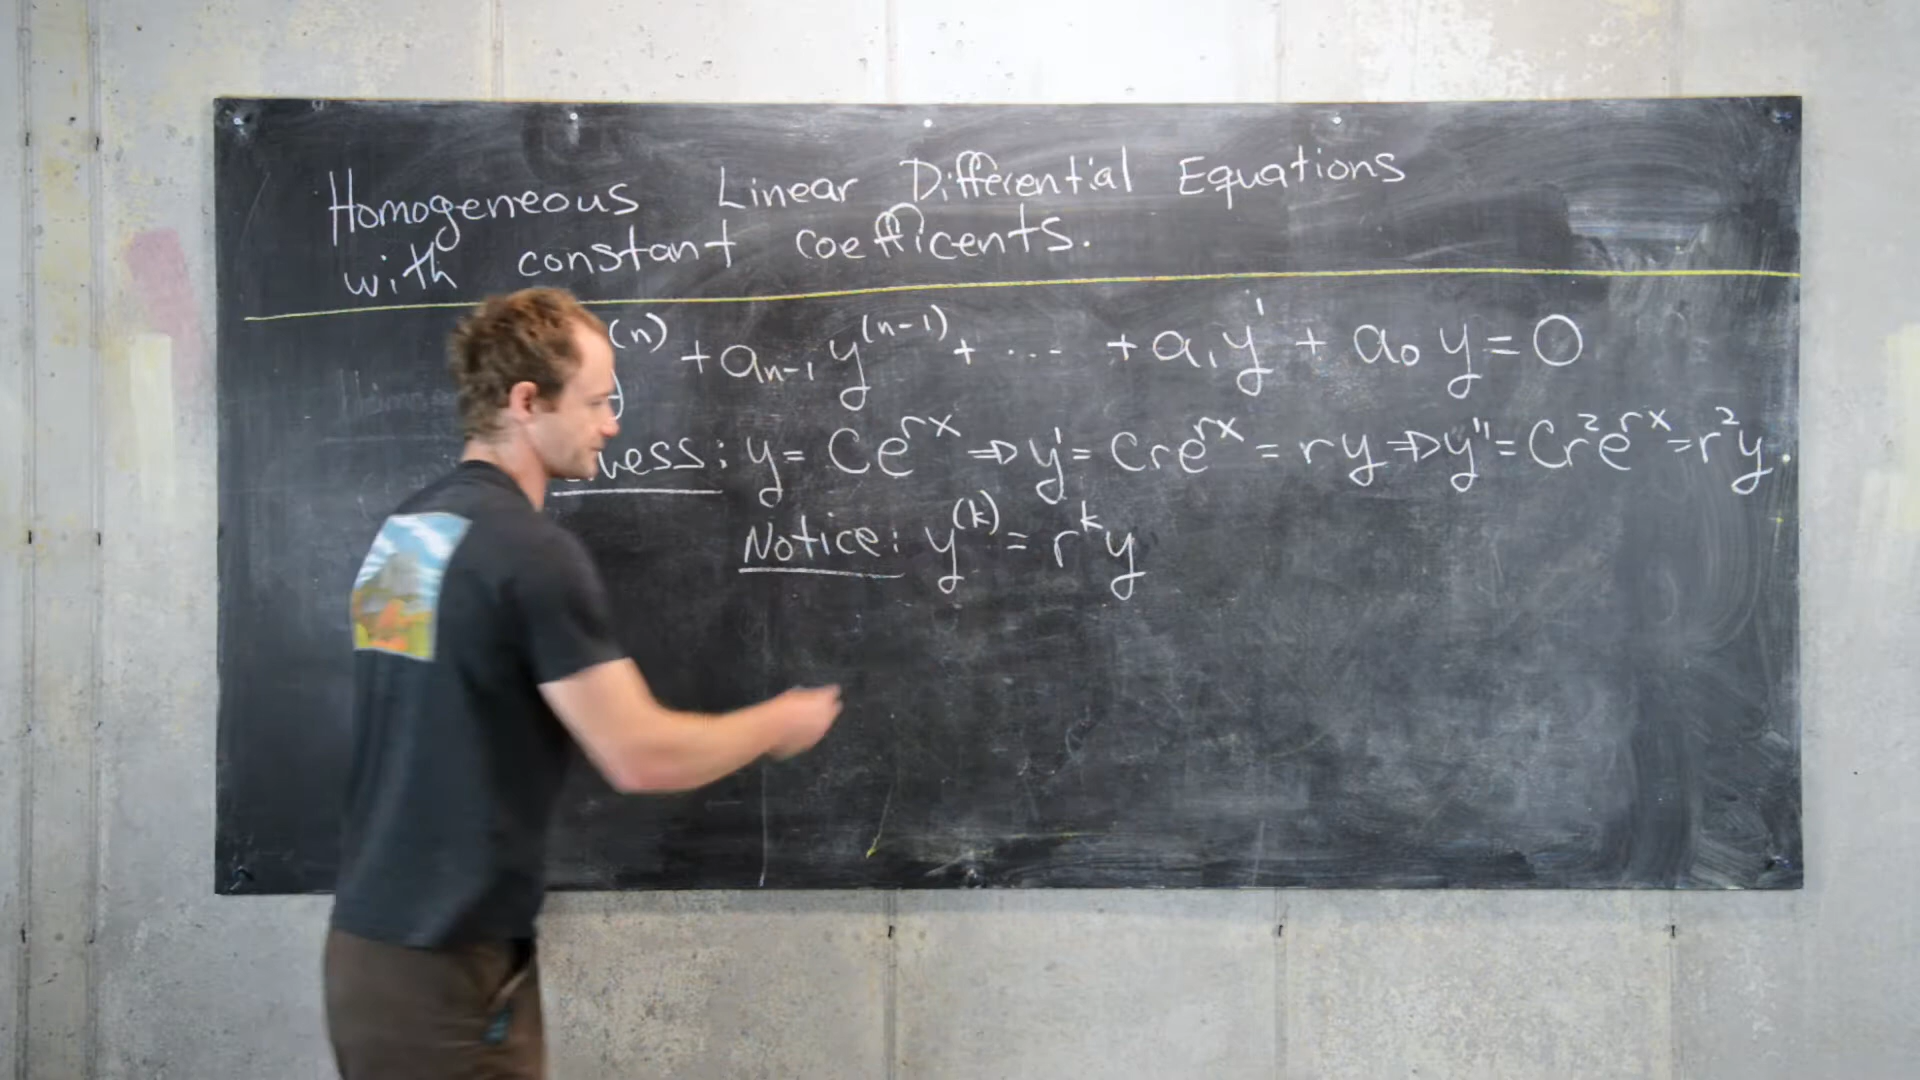 Homogeneous Linear Differential Equations
with constant coefficents.
y⁽ⁿ⁾ + aₙ₋₁ y⁽ⁿ⁻¹⁾ + ... + a₁y' + a₀ y = 0
uess: y = Ce^{rx} ⇒ y' = Cre^{rx} = ry ⇒ y'' = Cr²e^{rx} = r²y
Notice: y^{(k)} = r^k y